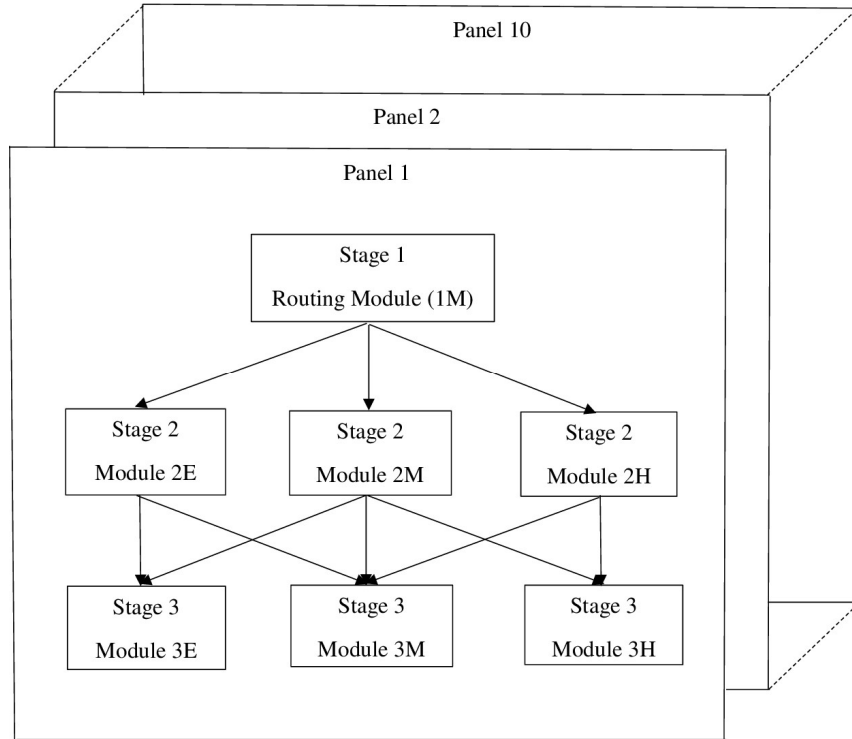 Panel 10
Panel 2
Panel 1
Stage 1
Routing Module (1M)
Stage 2
Module 2E
Stage 2
Module 2M
Stage 2
Module 2H
Stage 3
Module 3E
Stage 3
Module 3M
Stage 3
Module 3H